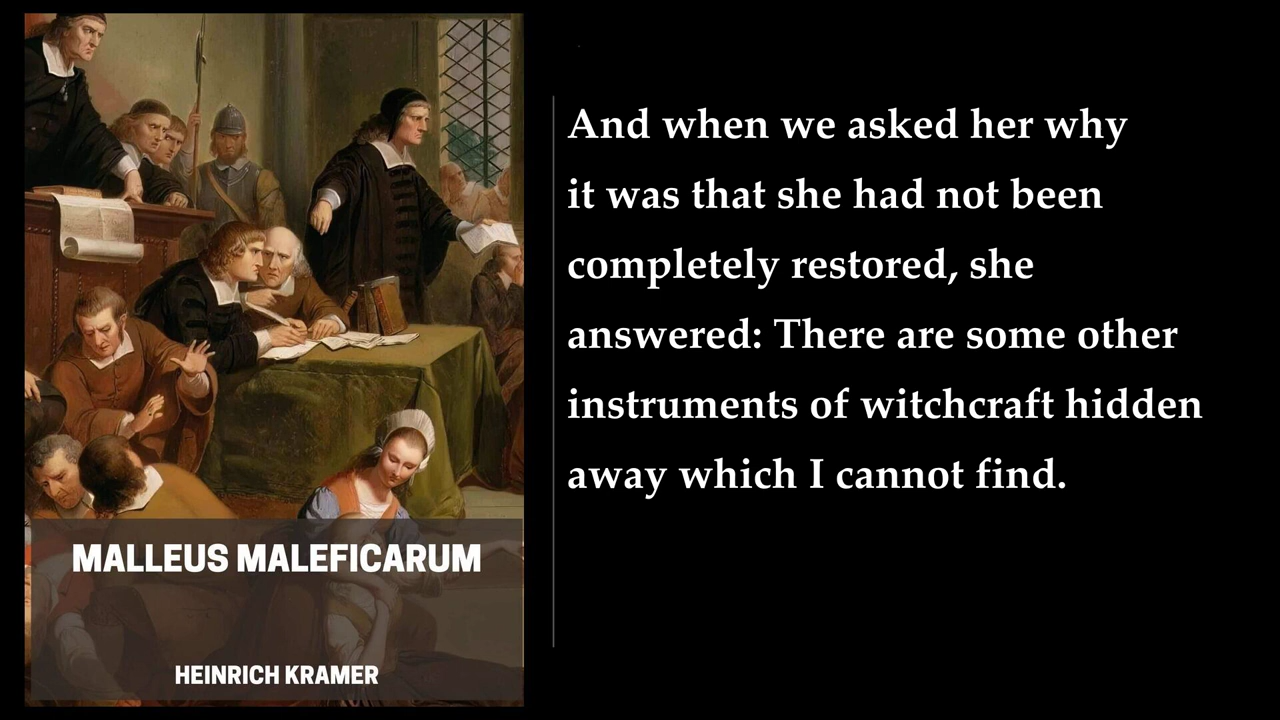 MALLEUS MALEFICARUM
HEINRICH KRAMER
And when we asked her why
it was that she had not been
completely restored, she
answered: There are some other
instruments of witchcraft hidden
away which I cannot find.